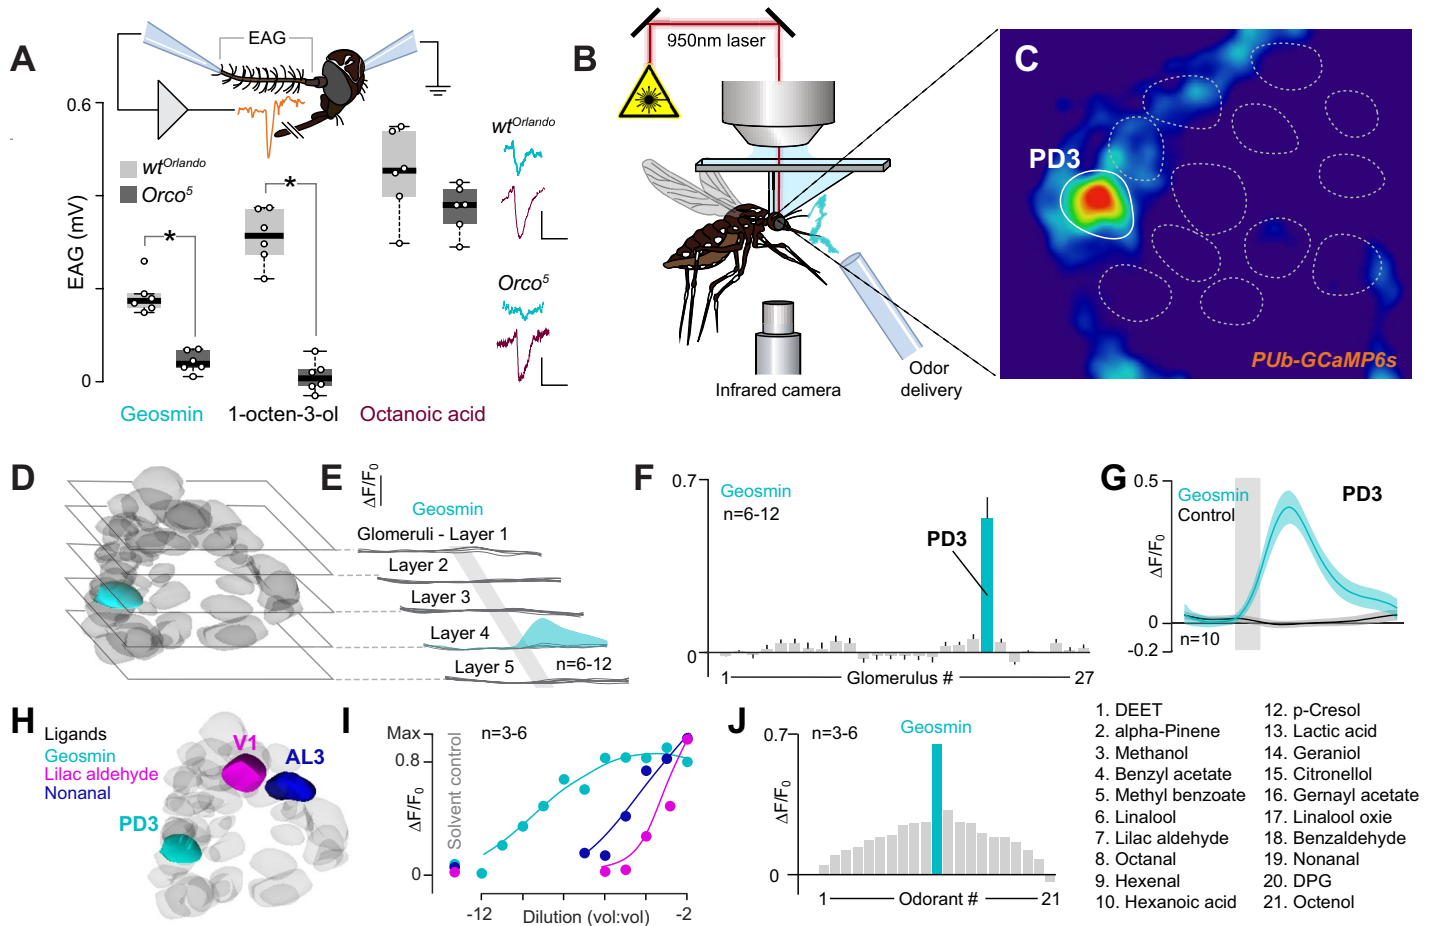 A
EAG
0.6
wtOrlando
Orco5
EAG (mV)
0
*
*
Geosmin
1-octen-3-ol
Octanoic acid
wtOrlando
Orco5
B
950nm laser
Infrared camera
Odor
delivery
C
PD3
PUb-GCaMP6s
D
E
ΔF/F0
Geosmin
Glomeruli - Layer 1
Layer 2
Layer 3
Layer 4
Layer 5
n=6-12
F
0.7
Geosmin
n=6-12
PD3
0
1
Glomerulus #
27
G
0.5
Geosmin
Control
PD3
ΔF/F0
0
n=10
-0.2
H
Ligands
Geosmin
Lilac aldehyde
Nonanal
V1
AL3
PD3
I
Max
0.8
n=3-6
ΔF/F0
Solvent control
0
-12
Dilution (vol:vol)
-2
J
0.7
n=3-6
Geosmin
ΔF/F0
0
1
Odorant #
21
1. DEET
2. alpha-Pinene
3. Methanol
4. Benzyl acetate
5. Methyl benzoate
6. Linalool
7. Lilac aldehyde
8. Octanal
9. Hexenal
10. Hexanoic acid
12. p-Cresol
13. Lactic acid
14. Geraniol
15. Citronellol
16. Gernayl acetate
17. Linalool oxie
18. Benzaldehyde
19. Nonanal
20. DPG
21. Octenol